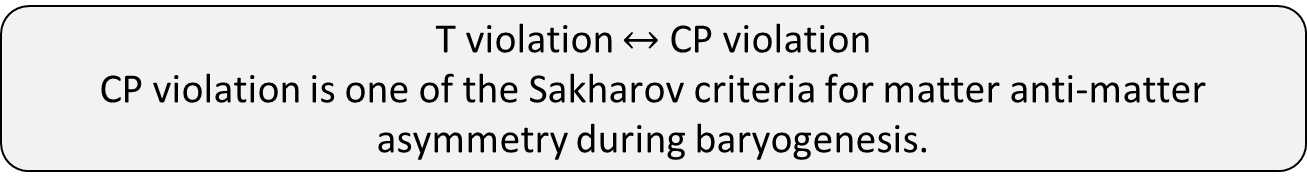 T violation ↔ CP violation
CP violation is one of the Sakharov criteria for matter anti-matter
asymmetry during baryogenesis.